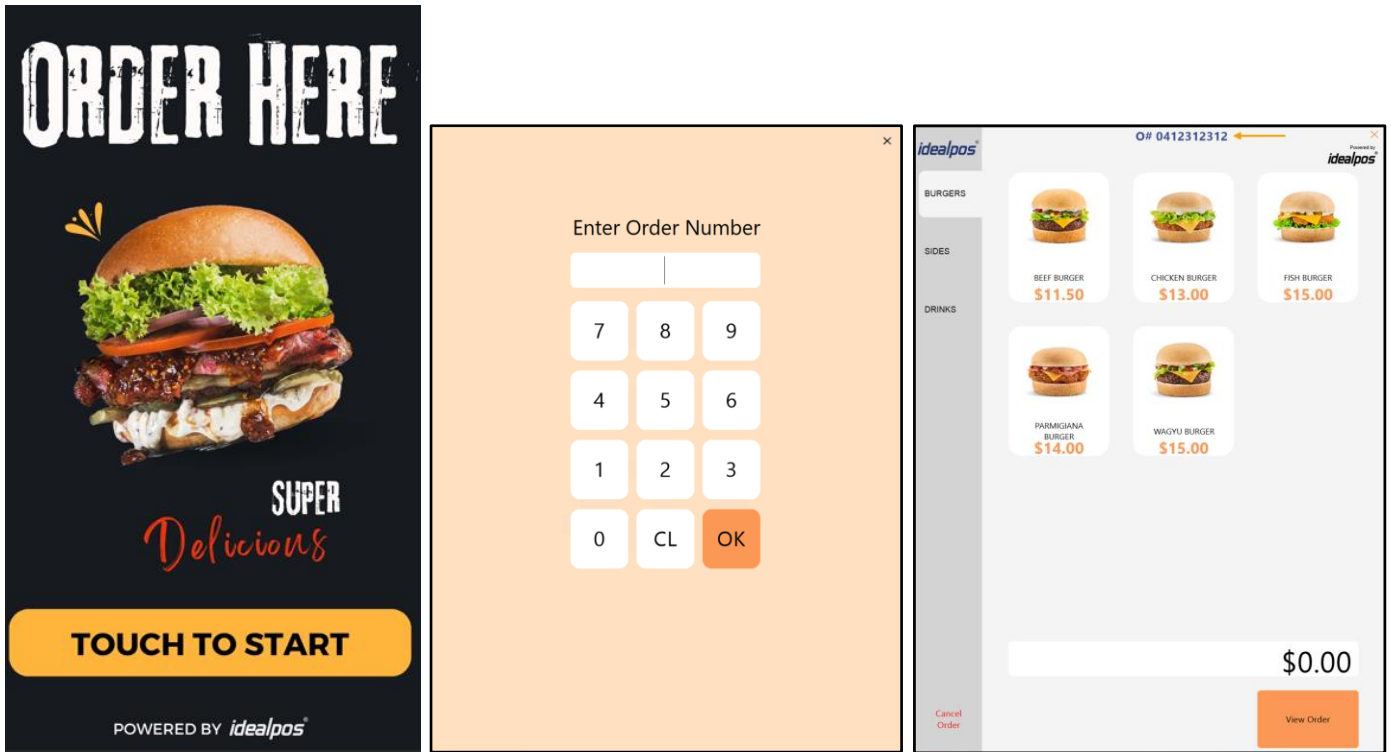 ORDER HERE
SUPER
Delicious
TOUCH TO START
POWERED BY idealpos®
×
Enter Order Number
7 8 9
4 5 6
1 2 3
0 CL OK
O# 0412312312
×
idealpos®
Powered by
idealpos®
BURGERS
SIDES
DRINKS
BEEF BURGER
$11.50
CHICKEN BURGER
$13.00
FISH BURGER
$15.00
PARMIGIANA
BURGER
$14.00
WAGYU BURGER
$15.00
$0.00
Cancel
Order
View Order